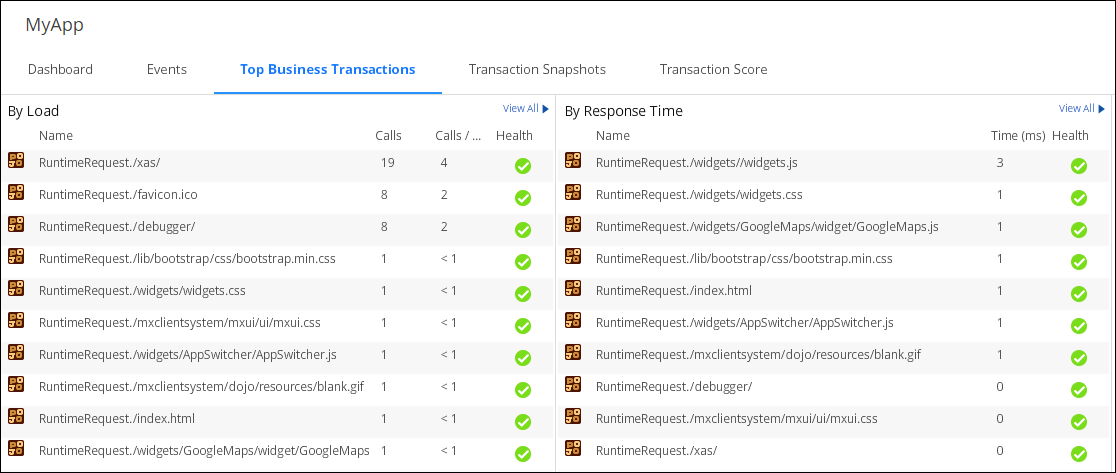 MyApp
Dashboard Events Top Business Transactions Transaction Snapshots Transaction Score
By Load View All
Name Calls Calls / ... Health
RuntimeRequest./xas/ 19 4
RuntimeRequest./favicon.ico 8 2
RuntimeRequest./debugger/ 8 2
RuntimeRequest./lib/bootstrap/css/bootstrap.min.css 1 < 1
RuntimeRequest./widgets/widgets.css 1 < 1
RuntimeRequest./mxclientsystem/mxui/ui/mxui.css 1 < 1
RuntimeRequest./widgets/AppSwitcher/AppSwitcher.js 1 < 1
RuntimeRequest./mxclientsystem/dojo/resources/blank.gif 1 < 1
RuntimeRequest./index.html 1 < 1
RuntimeRequest./widgets/GoogleMaps/widget/GoogleMaps 1 < 1
By Response Time View All
Name Time (ms) Health
RuntimeRequest./widgets//widgets.js 3
RuntimeRequest./widgets/widgets.css 1
RuntimeRequest./widgets/GoogleMaps/widget/GoogleMaps.js 1
RuntimeRequest./lib/bootstrap/css/bootstrap.min.css 1
RuntimeRequest./index.html 1
RuntimeRequest./widgets/AppSwitcher/AppSwitcher.js 1
RuntimeRequest./mxclientsystem/dojo/resources/blank.gif 1
RuntimeRequest./debugger/ 0
RuntimeRequest./mxclientsystem/mxui/ui/mxui.css 0
RuntimeRequest./xas/ 0